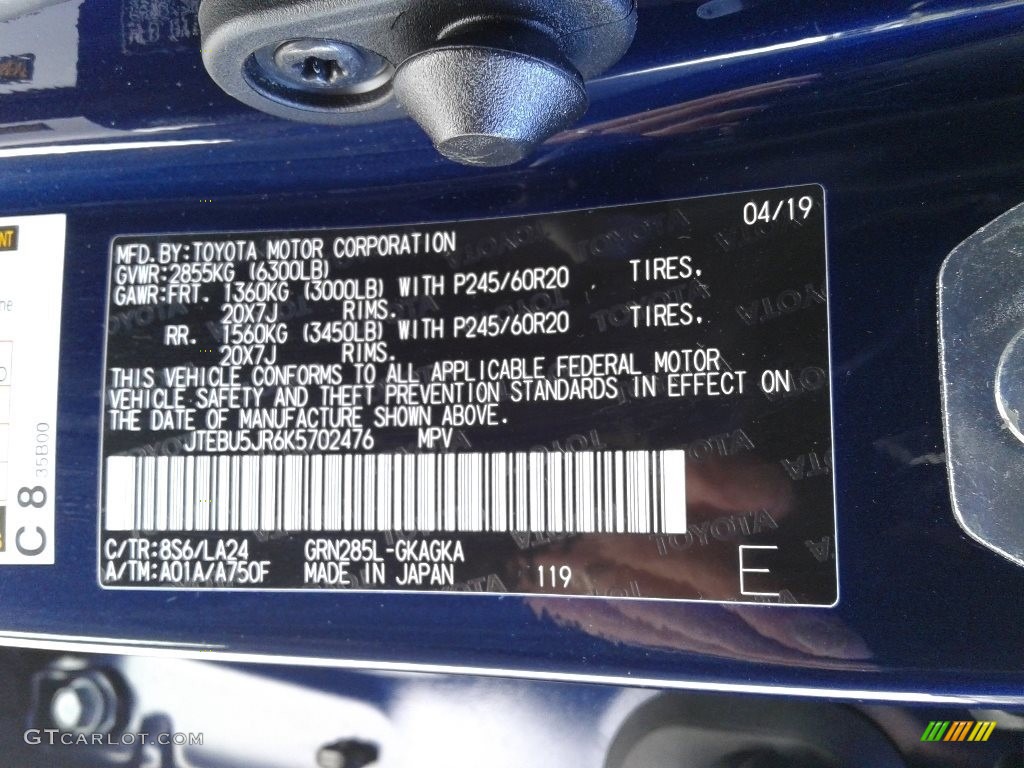 04/19
MFD.BY:TOYOTA MOTOR CORPORATION
GVWR:2855KG (6300LB)
GAWR:FRT. 1360KG (3000LB) WITH P245/60R20 TIRES,
20X7J RIMS.
RR. 1560KG (3450LB) WITH P245/60R20 TIRES,
20X7J RIMS.
THIS VEHICLE CONFORMS TO ALL APPLICABLE FEDERAL MOTOR
VEHICLE SAFETY AND THEFT PREVENTION STANDARDS IN EFFECT ON
THE DATE OF MANUFACTURE SHOWN ABOVE.
JTEBU5JR6K5702476 MPV
C/TR:8S6/LA24 GRN285L-GKAGKA
A/TM:A01A/A750F MADE IN JAPAN 119 E
C8 35B00
GTCARLOT.COM